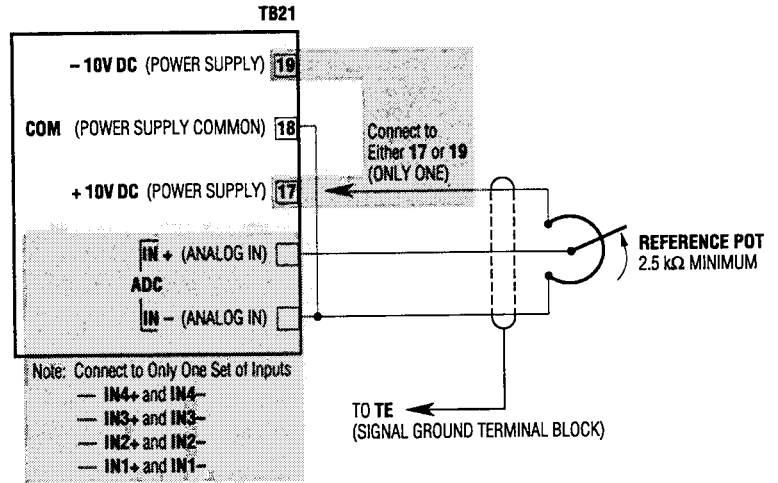 TB21
– 10V DC (POWER SUPPLY) 19
COM (POWER SUPPLY COMMON) 18
Connect to
Either 17 or 19
(ONLY ONE)
+ 10V DC (POWER SUPPLY) 17
IN + (ANALOG IN)
ADC
IN – (ANALOG IN)
REFERENCE POT
2.5 kΩ MINIMUM
Note: Connect to Only One Set of Inputs
— IN4+ and IN4–
— IN3+ and IN3–
— IN2+ and IN2–
— IN1+ and IN1–
TO TE
(SIGNAL GROUND TERMINAL BLOCK)